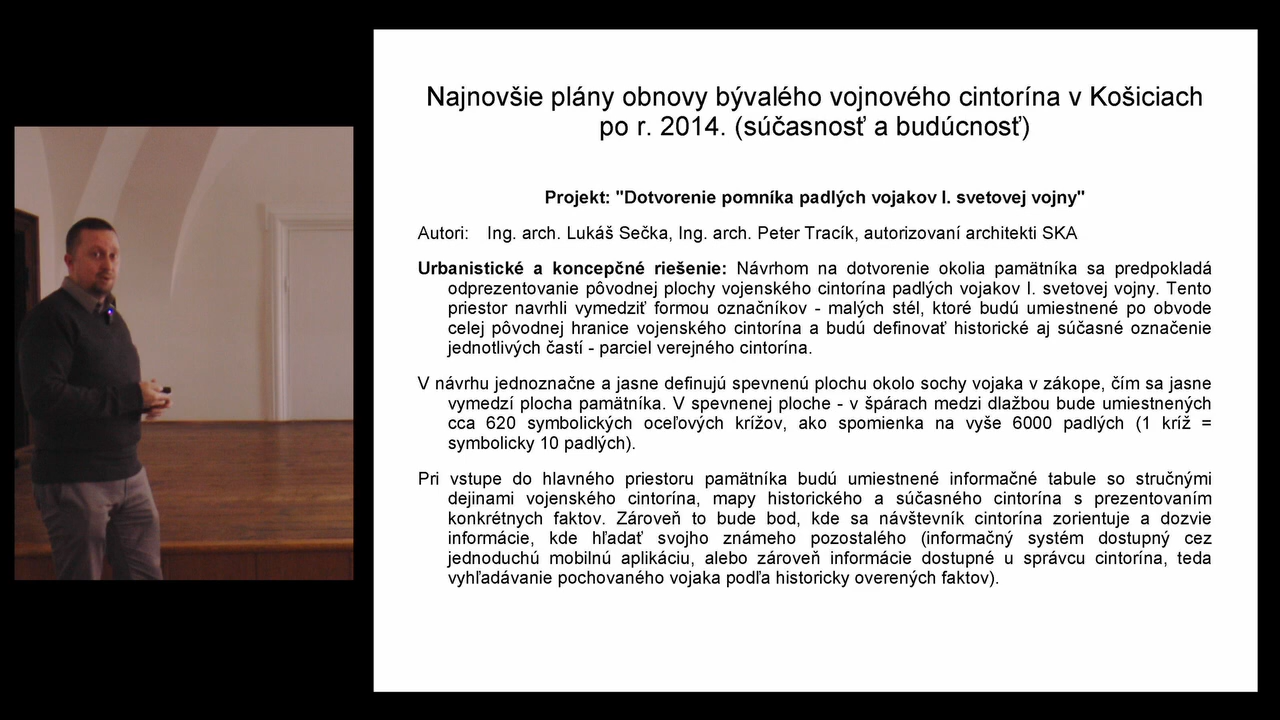 Najnovšie plány obnovy bývalého vojnového cintorína v Košiciach
po r. 2014. (súčasnosť a budúcnosť)
Projekt: "Dotvorenie pomníka padlých vojakov I. svetovej vojny"
Autori: Ing. arch. Lukáš Sečka, Ing. arch. Peter Tracík, autorizovaní architekti SKA
Urbanistické a koncepčné riešenie: Návrhom na dotvorenie okolia pamätníka sa predpokladá
odprezentovanie pôvodnej plochy vojenského cintorína padlých vojakov I. svetovej vojny. Tento
priestor navrhli vymedziť formou označníkov - malých stél, ktoré budú umiestnené po obvode
celej pôvodnej hranice vojenského cintorína a budú definovať historické aj súčasné označenie
jednotlivých častí - parciel verejného cintorína.
V návrhu jednoznačne a jasne definujú spevnenú plochu okolo sochy vojaka v zákope, čím sa jasne
vymedzí plocha pamätníka. V spevnenej ploche - v špárach medzi dlažbou bude umiestnených
cca 620 symbolických oceľových krížov, ako spomienka na vyše 6000 padlých (1 kríž =
symbolicky 10 padlých).
Pri vstupe do hlavného priestoru pamätníka budú umiestnené informačné tabule so stručnými
dejinami vojenského cintorína, mapy historického a súčasného cintorína s prezentovaním
konkrétnych faktov. Zároveň to bude bod, kde sa návštevník cintorína zorientuje a dozvie
informácie, kde hľadať svojho známeho pozostalého (informačný systém dostupný cez
jednoduchú mobilnú aplikáciu, alebo zároveň informácie dostupné u správcu cintorína, teda
vyhľadávanie pochovaného vojaka podľa historicky overených faktov).